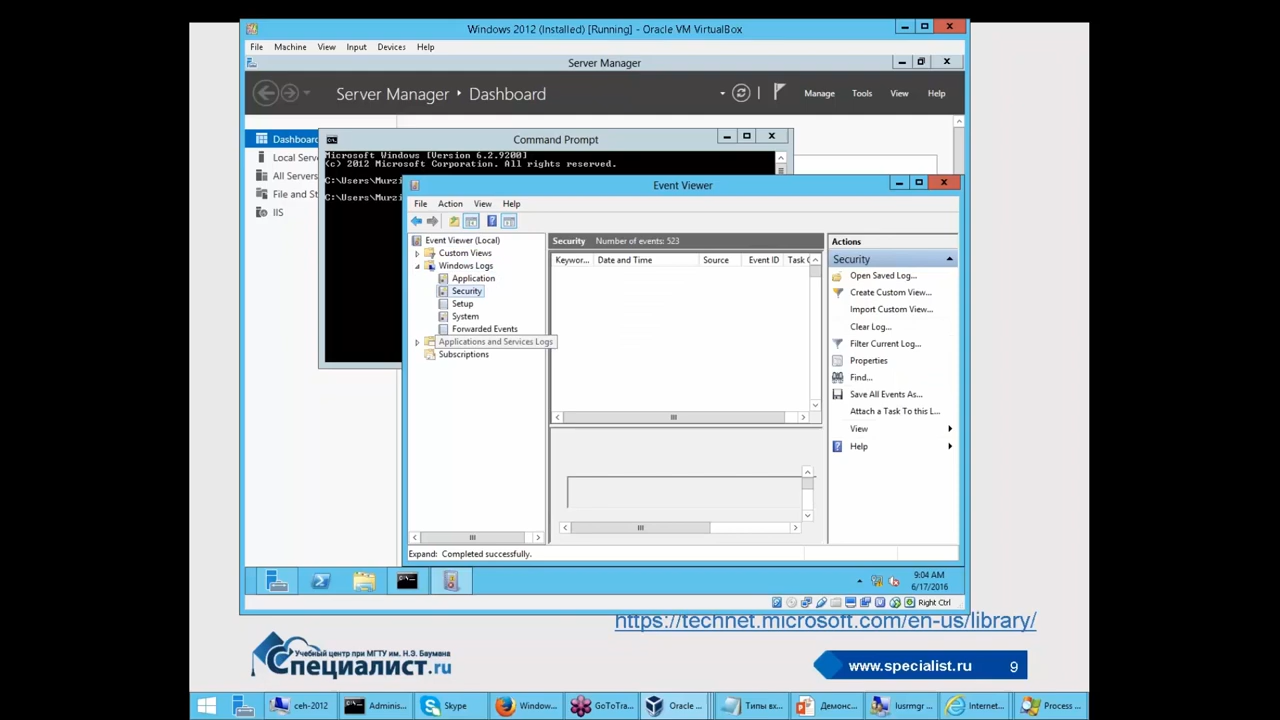 Windows 2012 (Installed) [Running] - Oracle VM VirtualBox
File Machine View Input Devices Help
Server Manager
Server Manager • Dashboard
Manage Tools View Help
Dashboard
Local Serve
All Servers
File and St
IIS
Command Prompt
Microsoft Windows [Version 6.2.9200]
(c) 2012 Microsoft Corporation. All rights reserved.
C:\Users\Murzi
C:\Users\Murzi
Event Viewer
File Action View Help
Event Viewer (Local)
Custom Views
Windows Logs
Application
Security
Setup
System
Forwarded Events
Applications and Services Logs
Subscriptions
Security Number of events: 523
Keywor... Date and Time Source Event ID Task C
Actions
Security
Open Saved Log...
Create Custom View...
Import Custom View...
Clear Log...
Filter Current Log...
Properties
Find...
Save All Events As...
Attach a Task To this L...
View
Help
Expand: Completed successfully.
9:04 AM
6/17/2016
Right Ctrl
https://technet.microsoft.com/en-us/library/
Учебный центр при МГТУ им. Н.Э. Баумана
Специалист.ru
www.specialist.ru 9
ceh-2012 Adminis... Skype Window... GoToTra... Oracle ... Типы вх... Демонс... lusrmgr ... Internet... Process ...